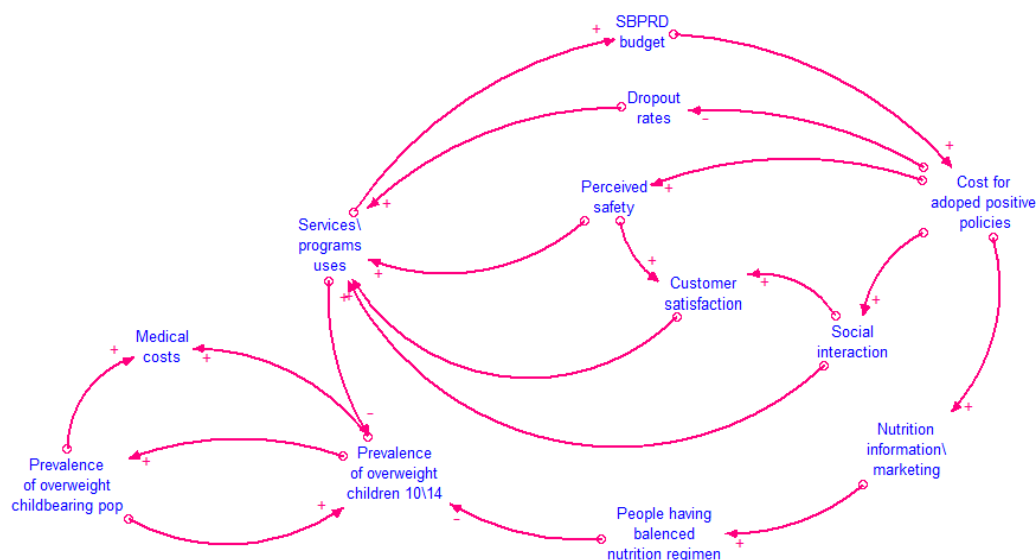 SBPRD
budget
Dropout
rates
Cost for
adoped positive
policies
Perceived
safety
Services\
programs
uses
Customer
satisfaction
Social
interaction
Medical
costs
Nutrition
information\
marketing
Prevalence
of overweight
childbearing pop
Prevalence
of overweight
children 10\14
People having
balenced
nutrition regimen
+
+
-
+
+
+
+
+
+
+
++
+
+
-
+
+
+
-
+